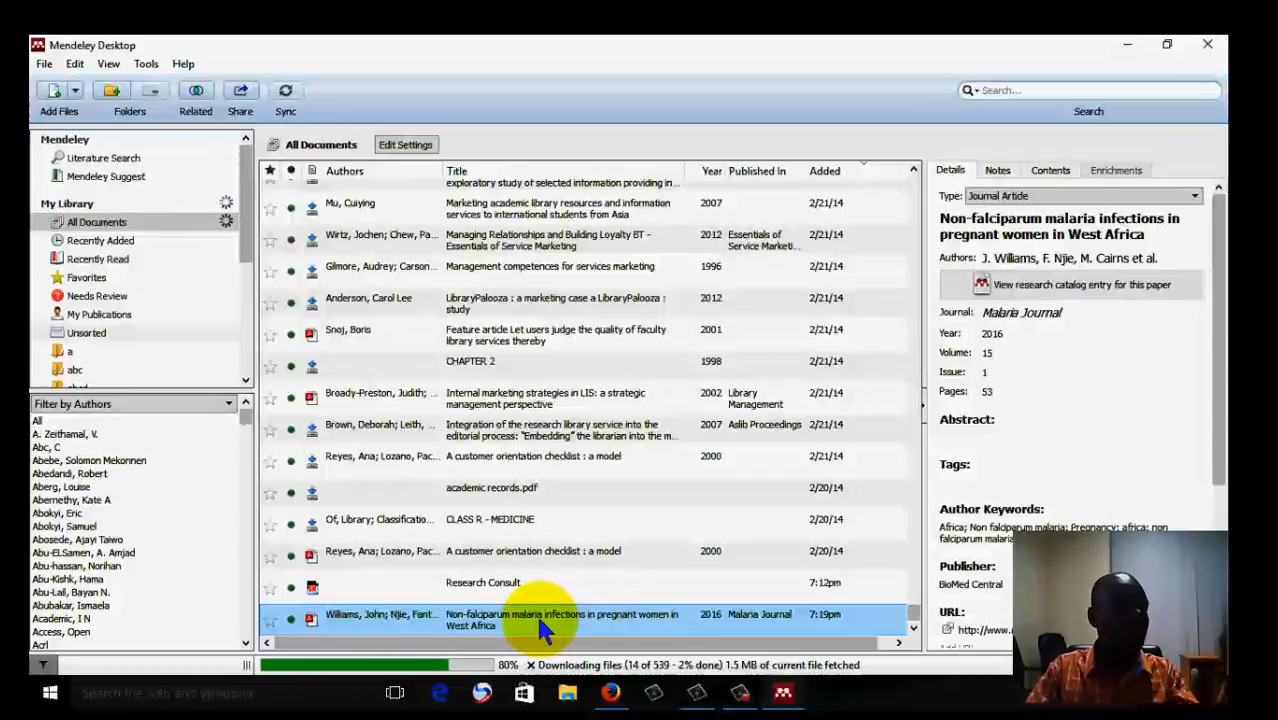 Mendeley Desktop
File Edit View Tools Help
Search...
Add Files Folders Related Share Sync Search
Mendeley
Literature Search
Mendeley Suggest
My Library
All Documents
Recently Added
Recently Read
Favorites
Needs Review
My Publications
Unsorted
a
abc
Filter by Authors
All
A. Zeithamal, V.
Abc, C
Abebe, Solomon Mekonnen
Abedandi, Robert
Aberg, Louise
Abernethy, Kate A
Abokyi, Eric
Abokyi, Samuel
Abosede, Ajayi Taiwo
Abu-ELSamen, A. Amjad
Abu-hassan, Norihan
Abu-Kishk, Hama
Abu-Lail, Bayan N.
Abubakar, Ismaela
Academic, I N
Access, Open
Acrl
All Documents Edit Settings
Authors Title Year Published In Added
exploratory study of selected information providing in...
Mu, Cuiying Marketing academic library resources and information 2007 2/21/14
services to international students from Asia
Wirtz, Jochen; Chew, Pa... Managing Relationships and Building Loyalty BT - 2012 Essentials of 2/21/14
Essentials of Service Marketing Service Marketi...
Gilmore, Audrey; Carson... Management competences for services marketing 1996 2/21/14
Anderson, Carol Lee LibraryPalooza : a marketing case a LibraryPalooza : 2012 2/21/14
study
Snoj, Boris Feature article Let users judge the quality of faculty 2001 2/21/14
library services thereby
CHAPTER 2 1998 2/21/14
Broady-Preston, Judith; ... Internal marketing strategies in LIS: a strategic 2002 Library 2/21/14
management perspective Management
Brown, Deborah; Leith, ... Integration of the research library service into the 2007 Aslib Proceedings 2/21/14
editorial process: "Embedding" the librarian into the m...
Reyes, Ana; Lozano, Pac... A customer orientation checklist : a model 2000 2/21/14
academic records.pdf 2/20/14
Of, Library; Classificatio... CLASS R - MEDICINE 2/20/14
Reyes, Ana; Lozano, Pac... A customer orientation checklist : a model 2000 2/20/14
Research Consult 7:12pm
Williams, John; Njie, Fant... Non-falciparum malaria infections in pregnant women in 2016 Malaria Journal 7:19pm
West Africa
Details Notes Contents Enrichments
Type: Journal Article
Non-falciparum malaria infections in
pregnant women in West Africa
Authors: J. Williams, F. Njie, M. Cairns et al.
View research catalog entry for this paper
Journal: Malaria Journal
Year: 2016
Volume: 15
Issue: 1
Pages: 53
Abstract:
Tags:
Author Keywords:
Africa; Non falciparum malaria; Pregnancy; africa; non
falciparum malaria
Publisher:
BioMed Central
URL:
http://www.
80% Downloading files (14 of 539 - 2% done) 1.5 MB of current file fetched
Search the web and Windows